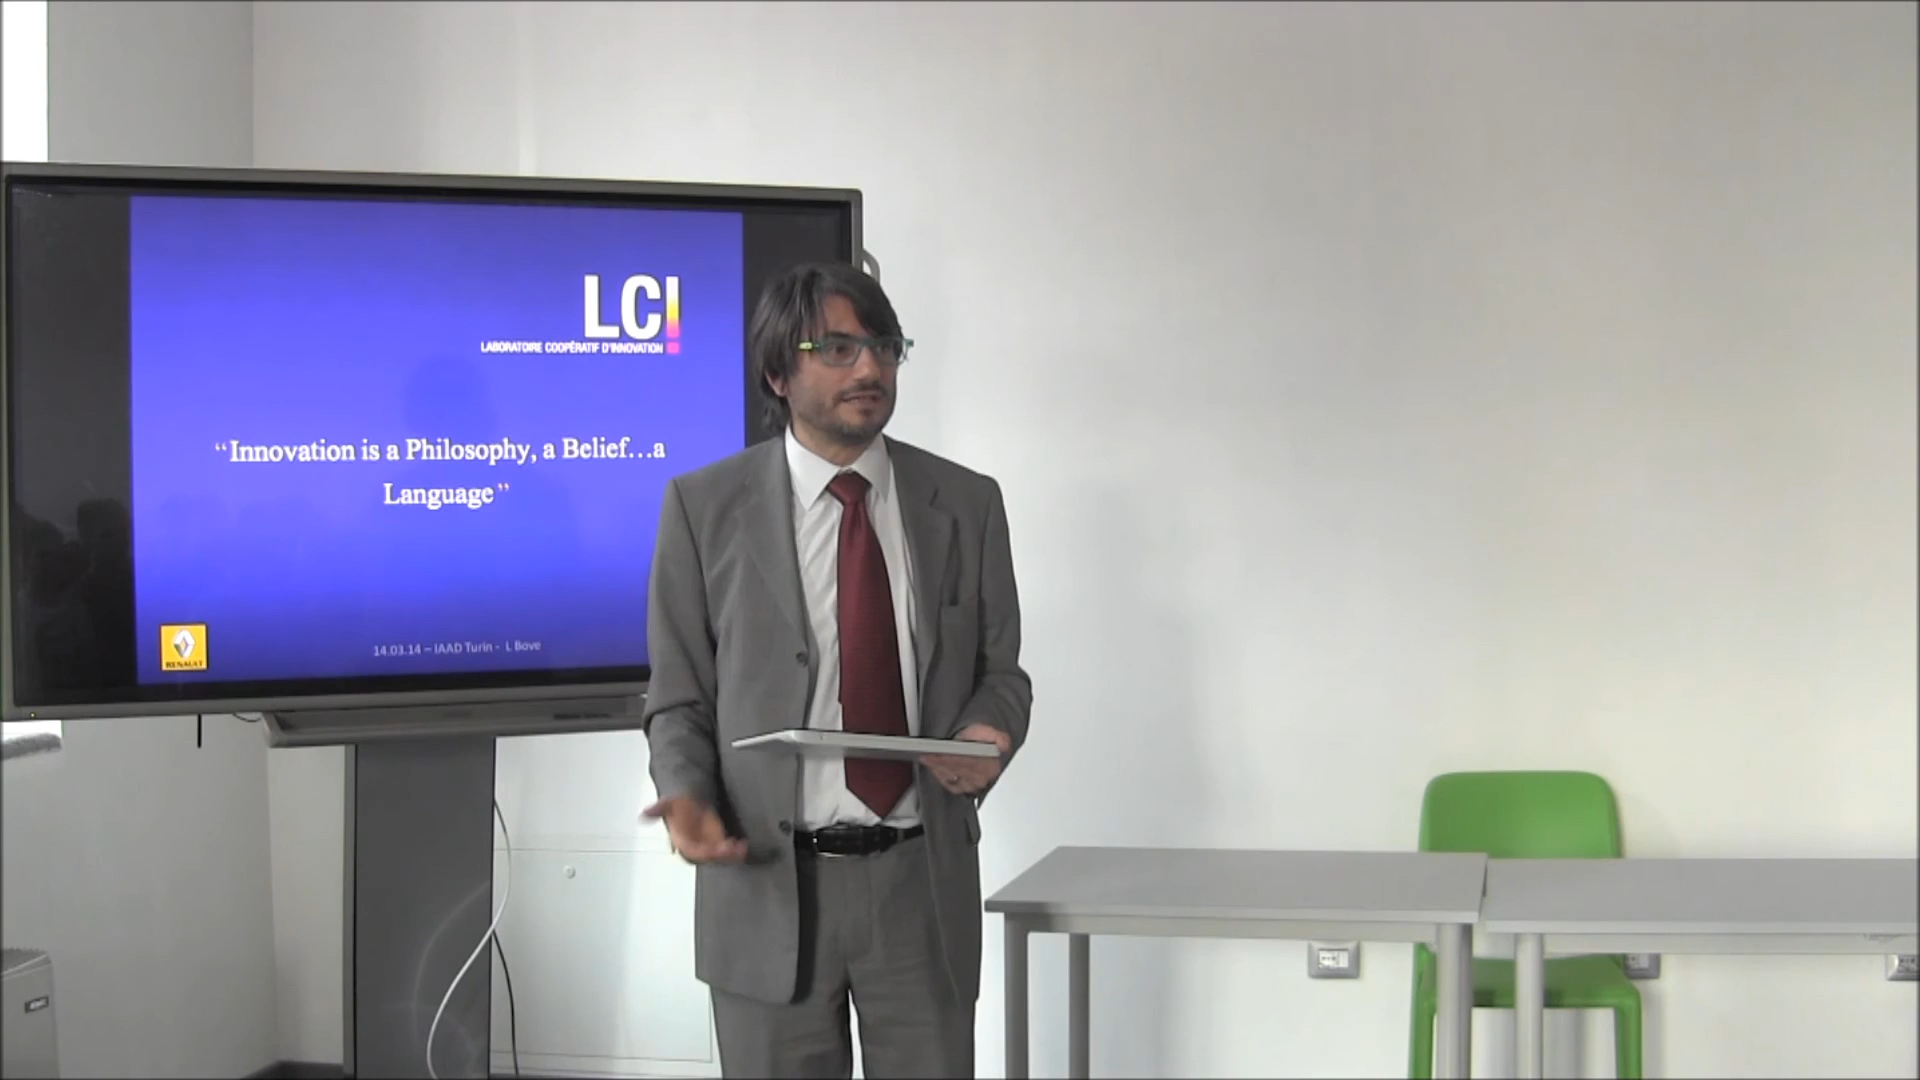 LCI
LABORATOIRE COOPÉRATIF D'INNOVATION
“Innovation is a Philosophy, a Belief…a
Language”
RENAULT
14.03.14 – IAAD Turin - L Bove